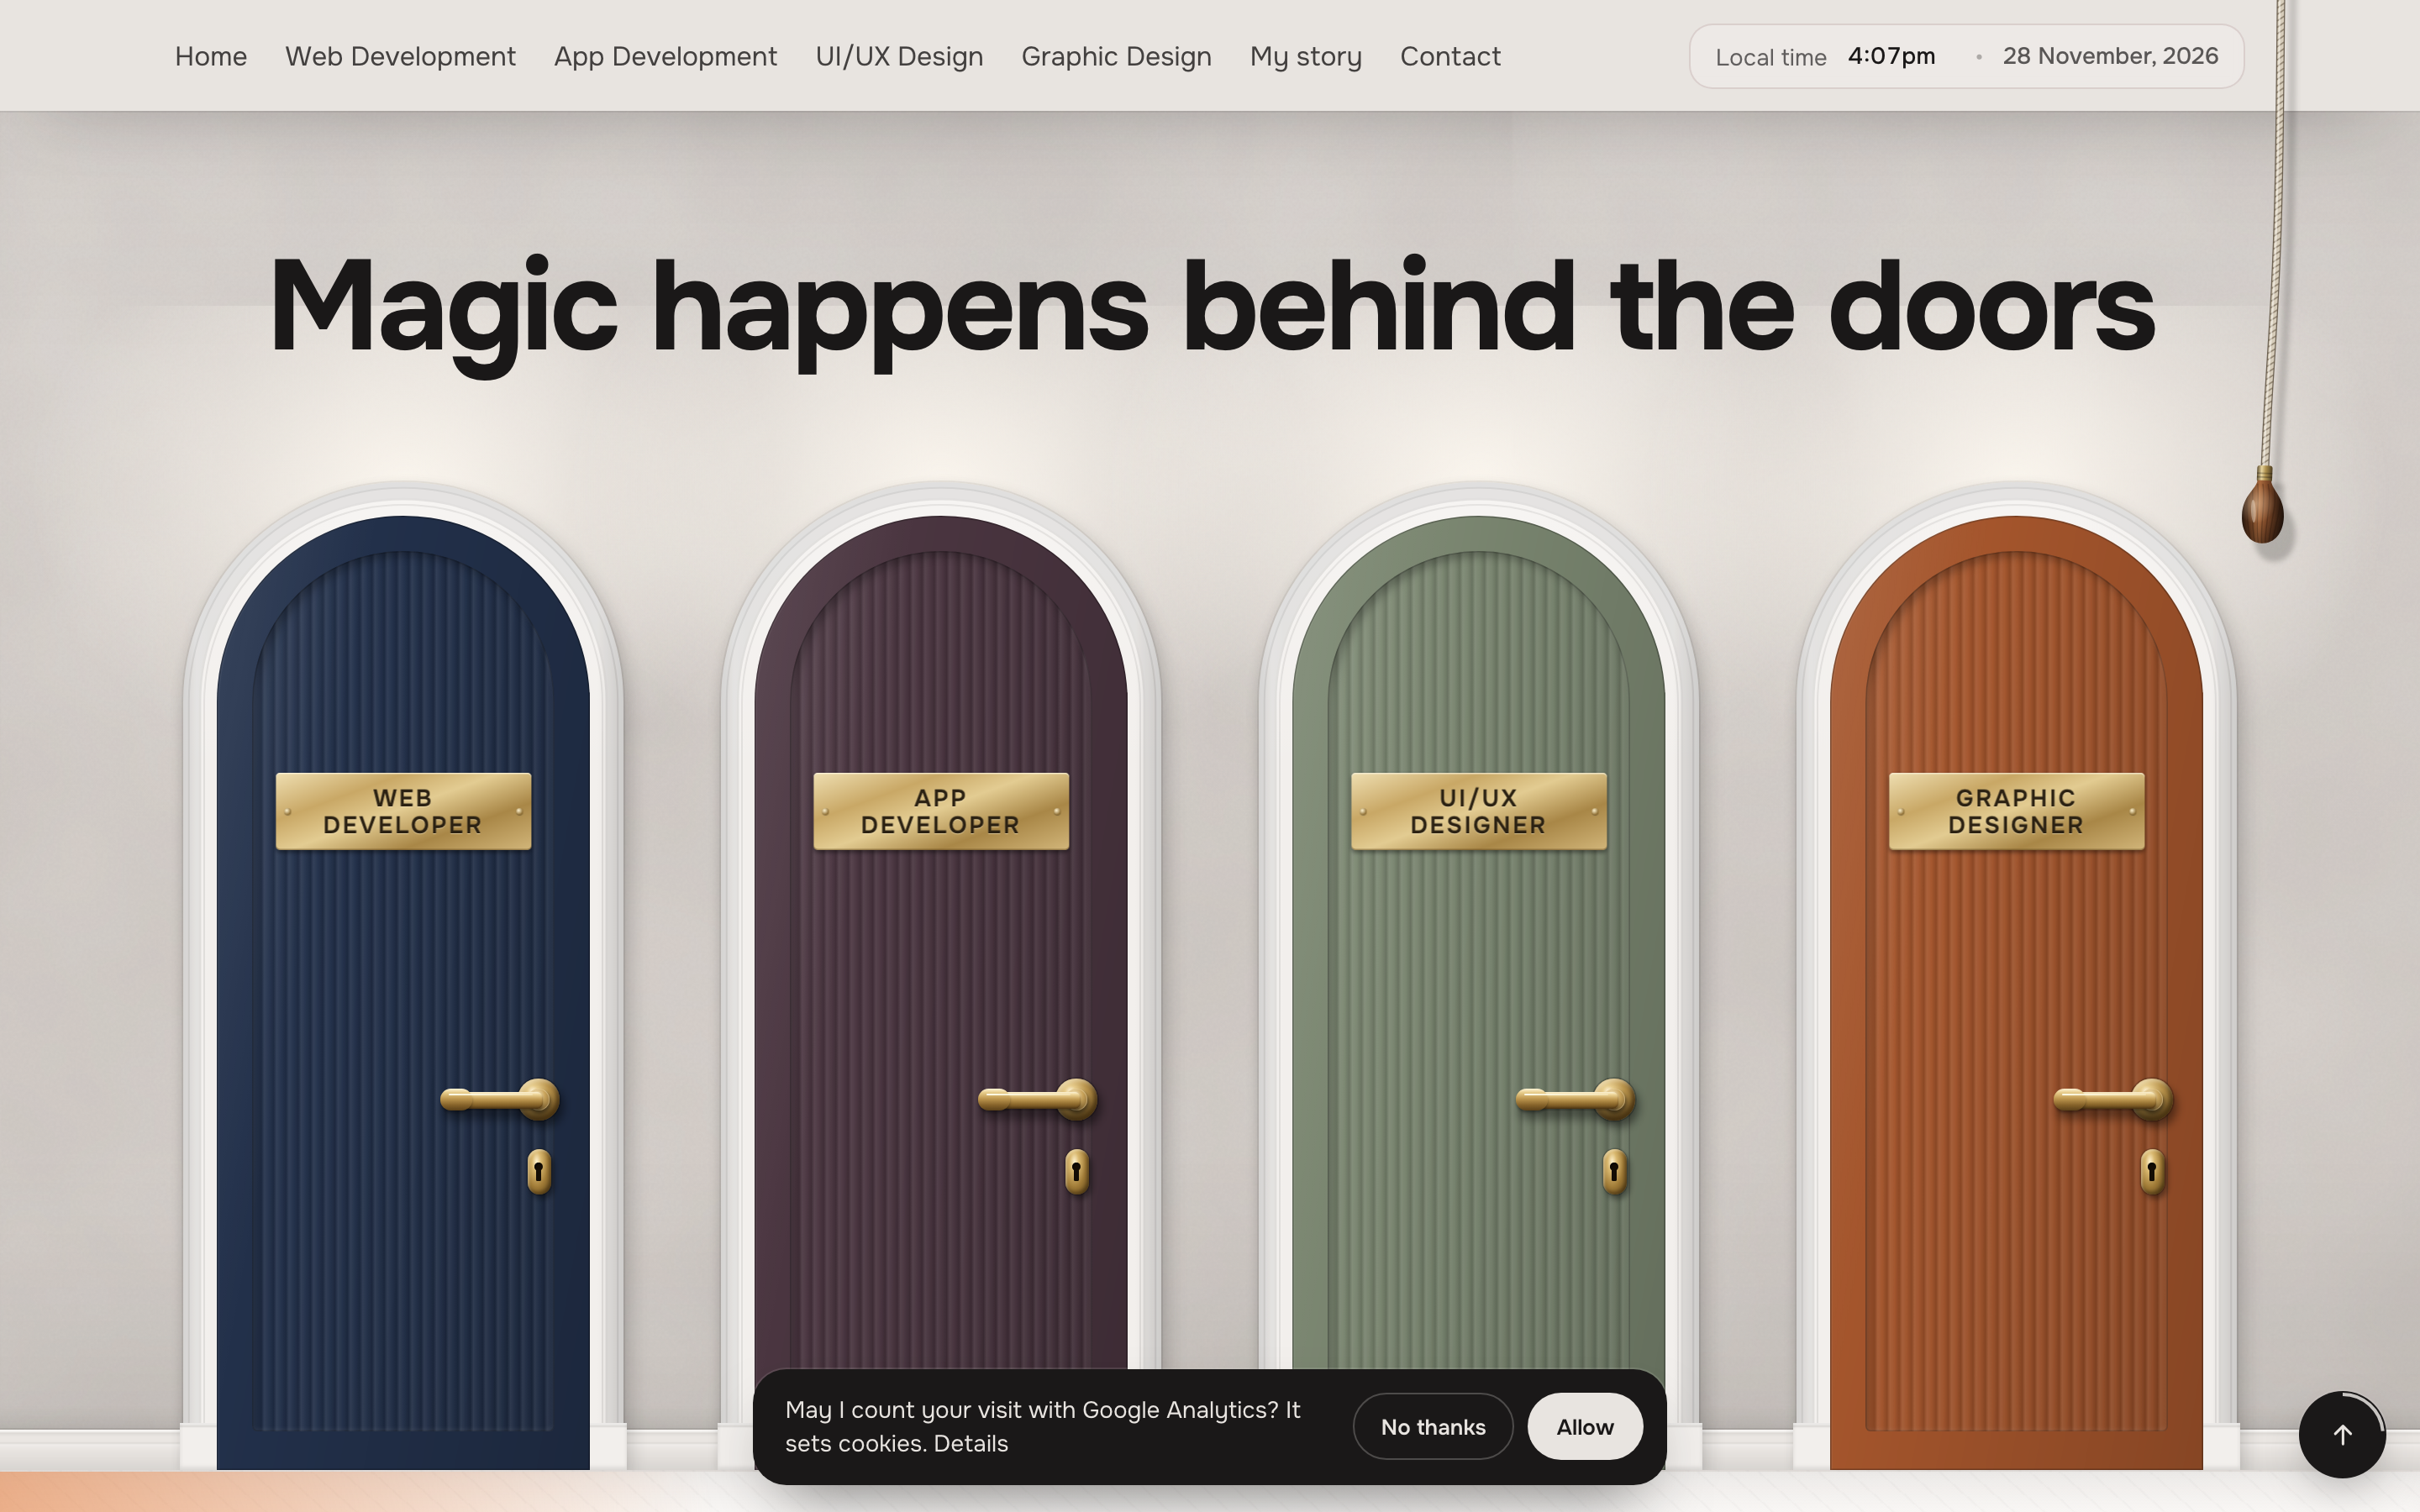 Home Web Development App Development UI/UX Design Graphic Design My story Contact Local time 4:07pm • 28 November, 2026
Magic happens behind the doors
WEB
DEVELOPER
APP
DEVELOPER
UI/UX
DESIGNER
GRAPHIC
DESIGNER
May I count your visit with Google Analytics? It
sets cookies. Details
No thanks
Allow